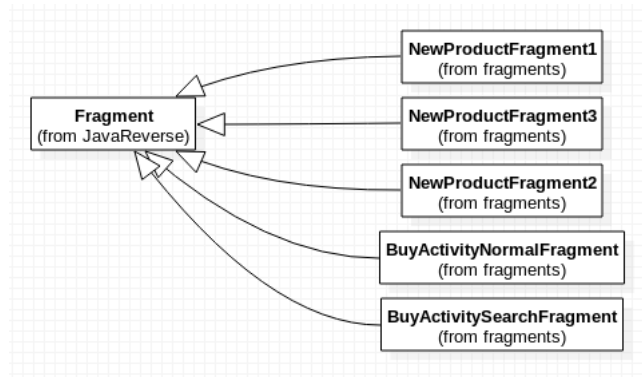 NewProductFragment1
(from fragments)
Fragment
(from JavaReverse)
NewProductFragment3
(from fragments)
NewProductFragment2
(from fragments)
BuyActivityNormalFragment
(from fragments)
BuyActivitySearchFragment
(from fragments)